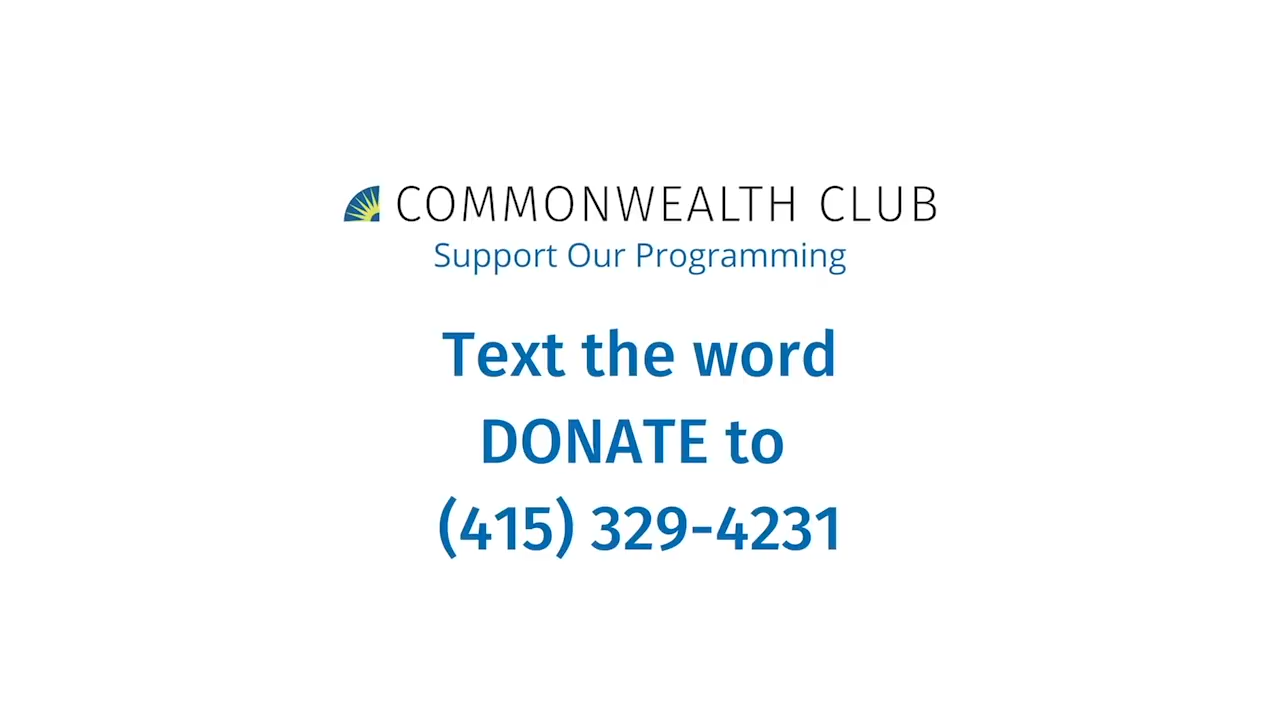 COMMONWEALTH CLUB
Support Our Programming
Text the word
DONATE to
(415) 329-4231